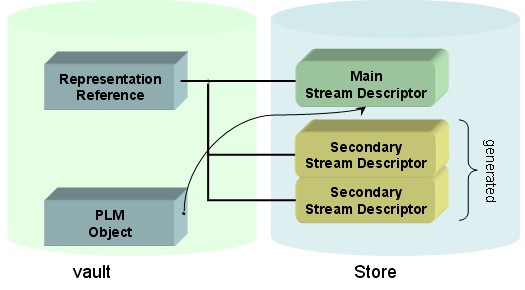 Representation
Reference
Main
Stream Descriptor
Secondary
Stream Descriptor
Secondary
Stream Descriptor
generated
PLM
Object
vault
Store